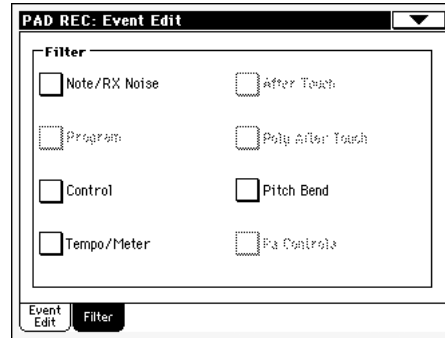 PAD REC: Event Edit
Filter
Note/RX Noise
After Touch
Program
Poly After Touch
Control
Pitch Bend
Tempo/Meter
Pa Controls
Event
Edit
Filter